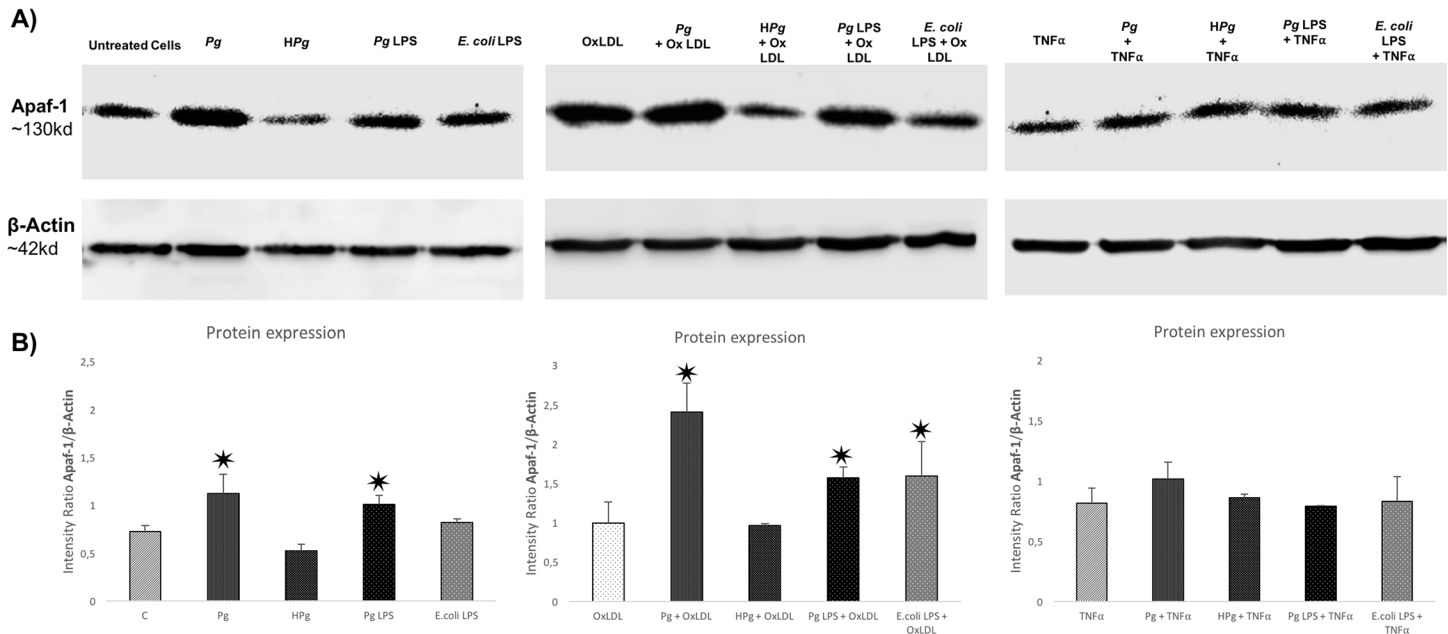 A)
Untreated Cells Pg HPg Pg LPS E. coli LPS
OxLDL
Pg
+ Ox LDL
HPg
+ Ox
LDL
Pg LPS
+ Ox
LDL
E. coli
LPS + Ox
LDL
TNFα
Pg
+
TNFα
HPg
+
TNFα
Pg LPS
+ TNFα
E. coli
LPS
+ TNFα
Apaf-1
~130kd
β-Actin
~42kd
B)
Protein expression
Intensity Ratio Apaf-1/β-Actin
2,5
2
1,5
1
0,5
0
C Pg HPg Pg LPS E.coli LPS
Protein expression
Intensity Ratio Apaf-1/β-Actin
3
2,5
2
1,5
1
0,5
0
OxLDL Pg + OxLDL HPg + OxLDL Pg LPS + OxLDL E.coli LPS +
OxLDL
Protein expression
Intensity Ratio Apaf-1/β-Actin
2
1,5
1
0,5
0
TNFα Pg + TNFα HPg + TNFα Pg LPS + TNFα E.coli LPS +
TNFα